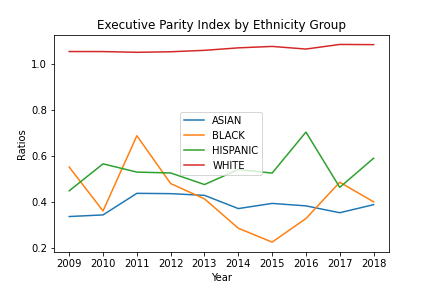 Executive Parity Index by Ethnicity Group
1.0
0.8
0.6
0.4
0.2
Ratios
ASIAN
BLACK
HISPANIC
WHITE
2009 2010 2011 2012 2013 2014 2015 2016 2017 2018
Year